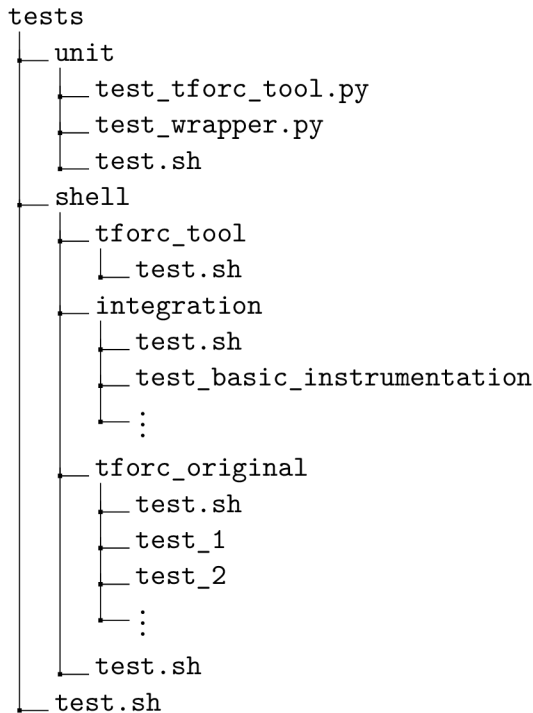 tests
unit
test_tforc_tool.py
test_wrapper.py
test.sh
shell
tforc_tool
test.sh
integration
test.sh
test_basic_instrumentation
⋮
tforc_original
test.sh
test_1
test_2
⋮
test.sh
test.sh